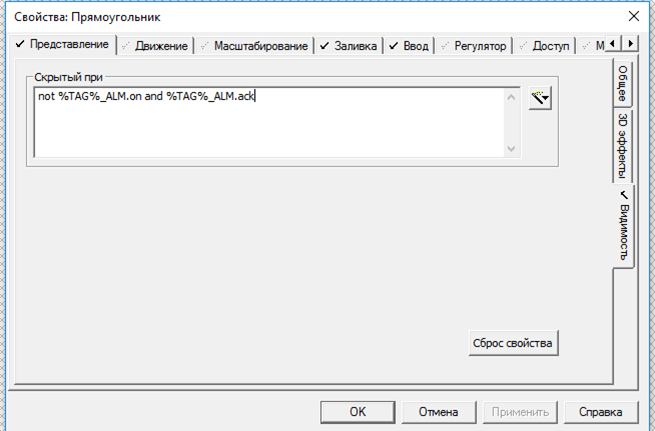 Свойства: Прямоугольник
Представление Движение Масштабирование Заливка Ввод Регулятор Доступ М
Скрытый при
not %TAG%_ALM.on and %TAG%_ALM.ack
Общее
3D эффекты
Видимость
Сброс свойства
OK Отмена Применить Справка